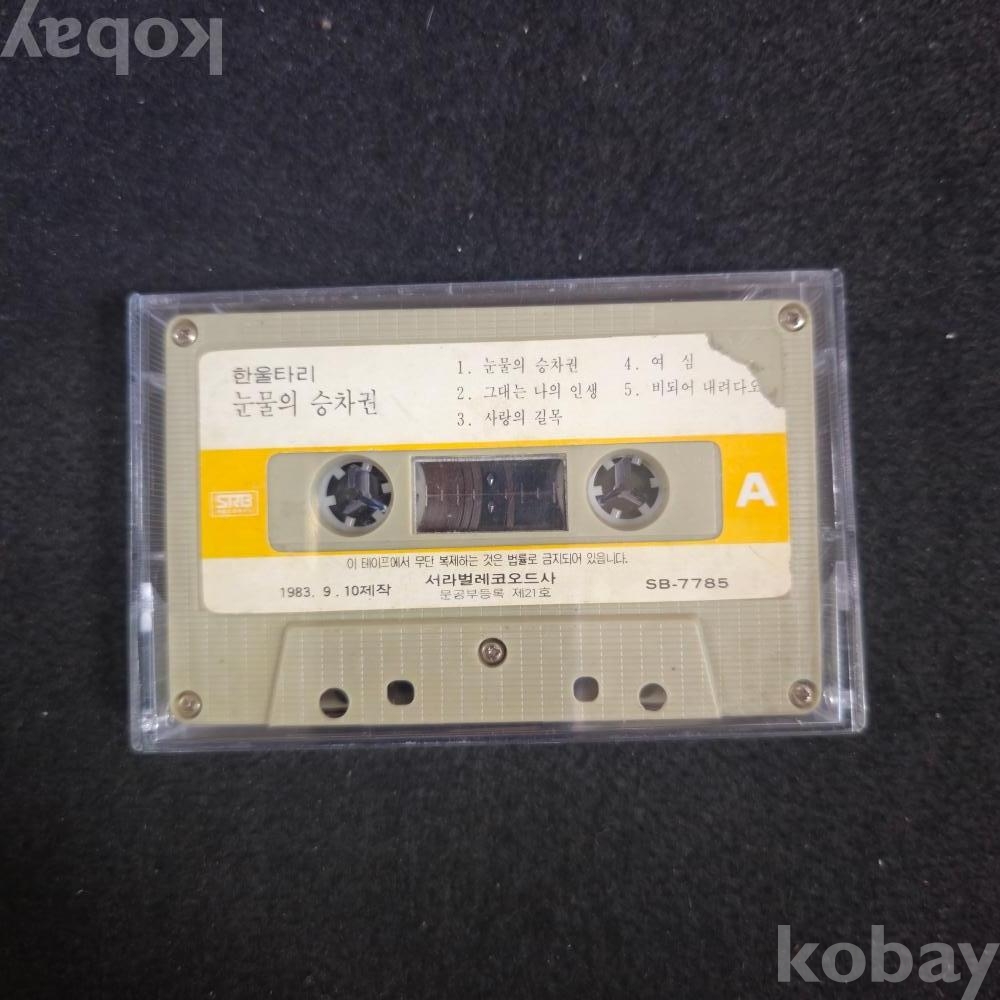 kobay
한울타리
눈물의 승차권
1. 눈물의 승차권
2. 그대는 나의 인생
3. 사랑의 길목
4. 여 심
5. 비되어 내려다오
SRB
A
이 테이프에서 무단 복제하는 것은 법률로 금지되어 있읍니다.
1983. 9. 10제작
서라벌레코오드사
문공부등록 제21호
SB-7785
kobay